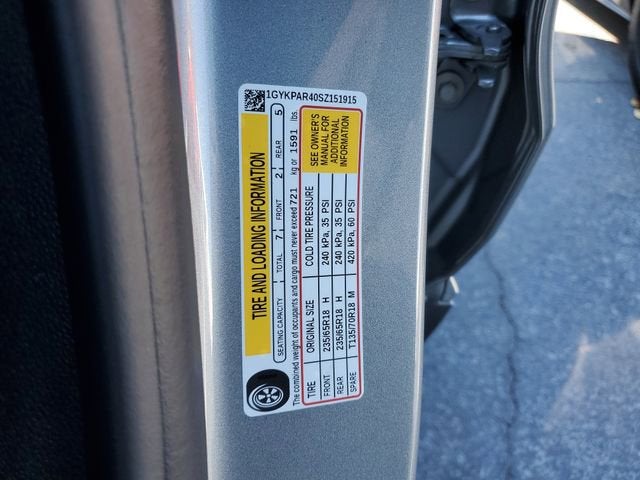 1GYKPAR40SZ151915
TIRE AND LOADING INFORMATION
SEATING CAPACITY TOTAL 7 FRONT 2 REAR 5
The combined weight of occupants and cargo must never exceed 721 kg or 1591 lbs.
TIRE ORIGINAL SIZE COLD TIRE PRESSURE
FRONT 235/65R18 H 240 kPa, 35 PSI
REAR 235/65R18 H 240 kPa, 35 PSI
SPARE T135/70R18 M 420 kPa, 60 PSI
SEE OWNER'S
MANUAL FOR
ADDITIONAL
INFORMATION